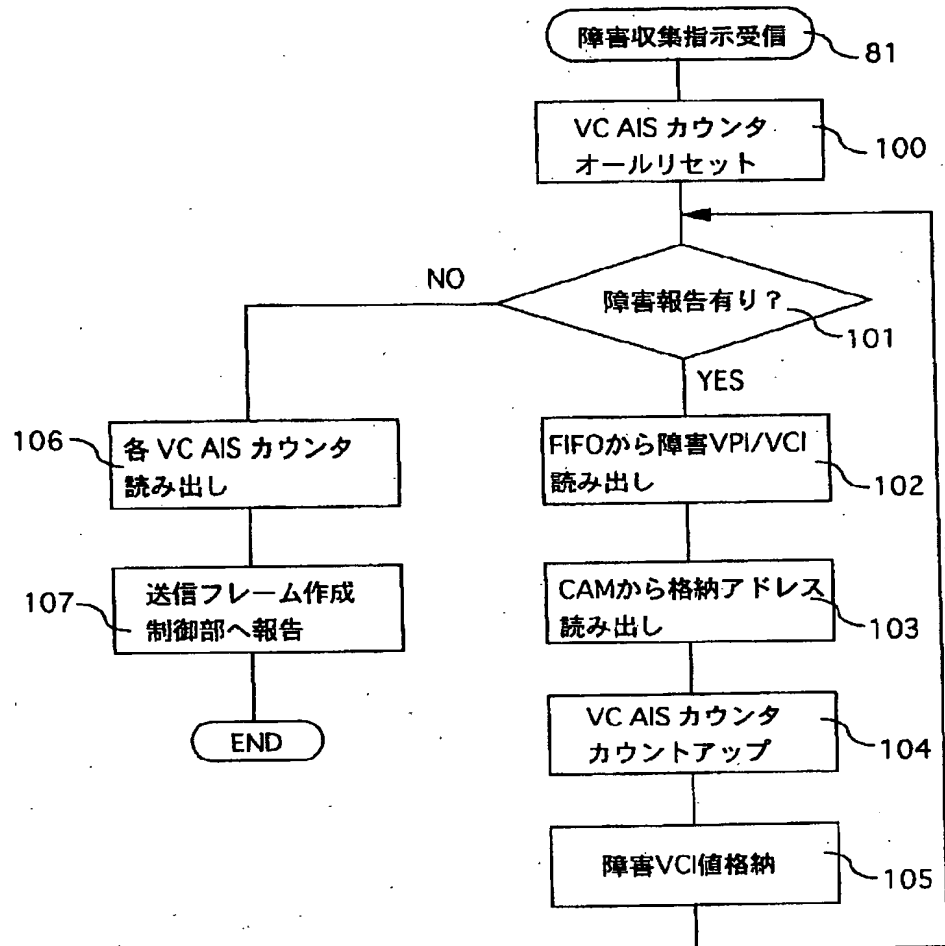 障害収集指示受信
81
VC AIS カウンタ
オールリセット
100
NO
障害報告有り？
101
YES
106
各 VC AIS カウンタ
読み出し
FIFOから障害VPI/VCI
読み出し
102
107
送信フレーム作成
制御部へ報告
CAMから格納アドレス
読み出し
103
END
VC AIS カウンタ
カウントアップ
104
障害VCI値格納
105